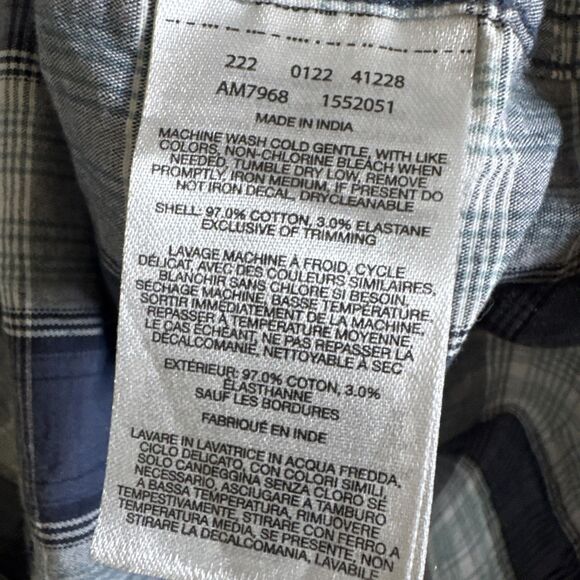 222 0122 41228
AM7968 1552051
MADE IN INDIA
MACHINE WASH COLD GENTLE, WITH LIKE
COLORS, NON-CHLORINE BLEACH WHEN
NEEDED. TUMBLE DRY LOW, REMOVE
PROMPTLY. IRON MEDIUM, IF PRESENT DO
NOT IRON DECAL, DRYCLEANABLE
SHELL: 97.0% COTTON, 3.0% ELASTANE
EXCLUSIVE OF TRIMMING
LAVAGE MACHINE À FROID, CYCLE
DÉLICAT, AVEC DES COULEURS SIMILAIRES,
BLANCHIR SANS CHLORE SI BESOIN.
SÉCHAGE MACHINE, BASSE TEMPÉRATURE,
SORTIR IMMÉDIATEMENT DE LA MACHINE.
REPASSER À TEMPÉRATURE MOYENNE,
LE CAS ÉCHÉANT, NE PAS REPASSER LA
DÉCALCOMANIE, NETTOYABLE À SEC
EXTÉRIEUR: 97.0% COTON, 3.0%
ÉLASTHANNE
SAUF LES BORDURES
FABRIQUÉ EN INDE
LAVARE IN LAVATRICE IN ACQUA FREDDA,
CICLO DELICATO, CON COLORI SIMILI,
SOLO CANDEGGINA SENZA CLORO SE
NECESSARIO. ASCIUGARE A TAMBURO
A BASSA TEMPERATURA, RIMUOVERE
TEMPESTIVAMENTE. STIRARE CON FERRO A
TEMPERATURA MEDIA, SE PRESENTE, NON
STIRARE LA DECALCOMANIA, LAVABILE